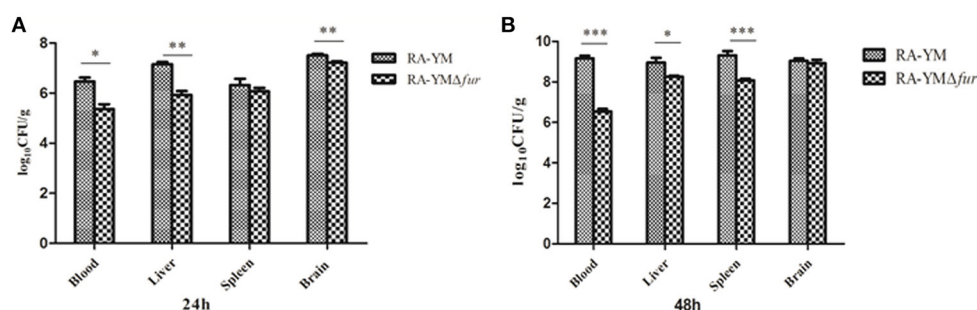 A
log10CFU/g
8
6
4
2
0
*
**
**
RA-YM
RA-YMΔfur
Blood
Liver
Spleen
Brain
24h
B
log10CFU/g
10
8
6
4
2
0
***
*
***
RA-YM
RA-YMΔfur
Blood
Liver
Spleen
Brain
48h